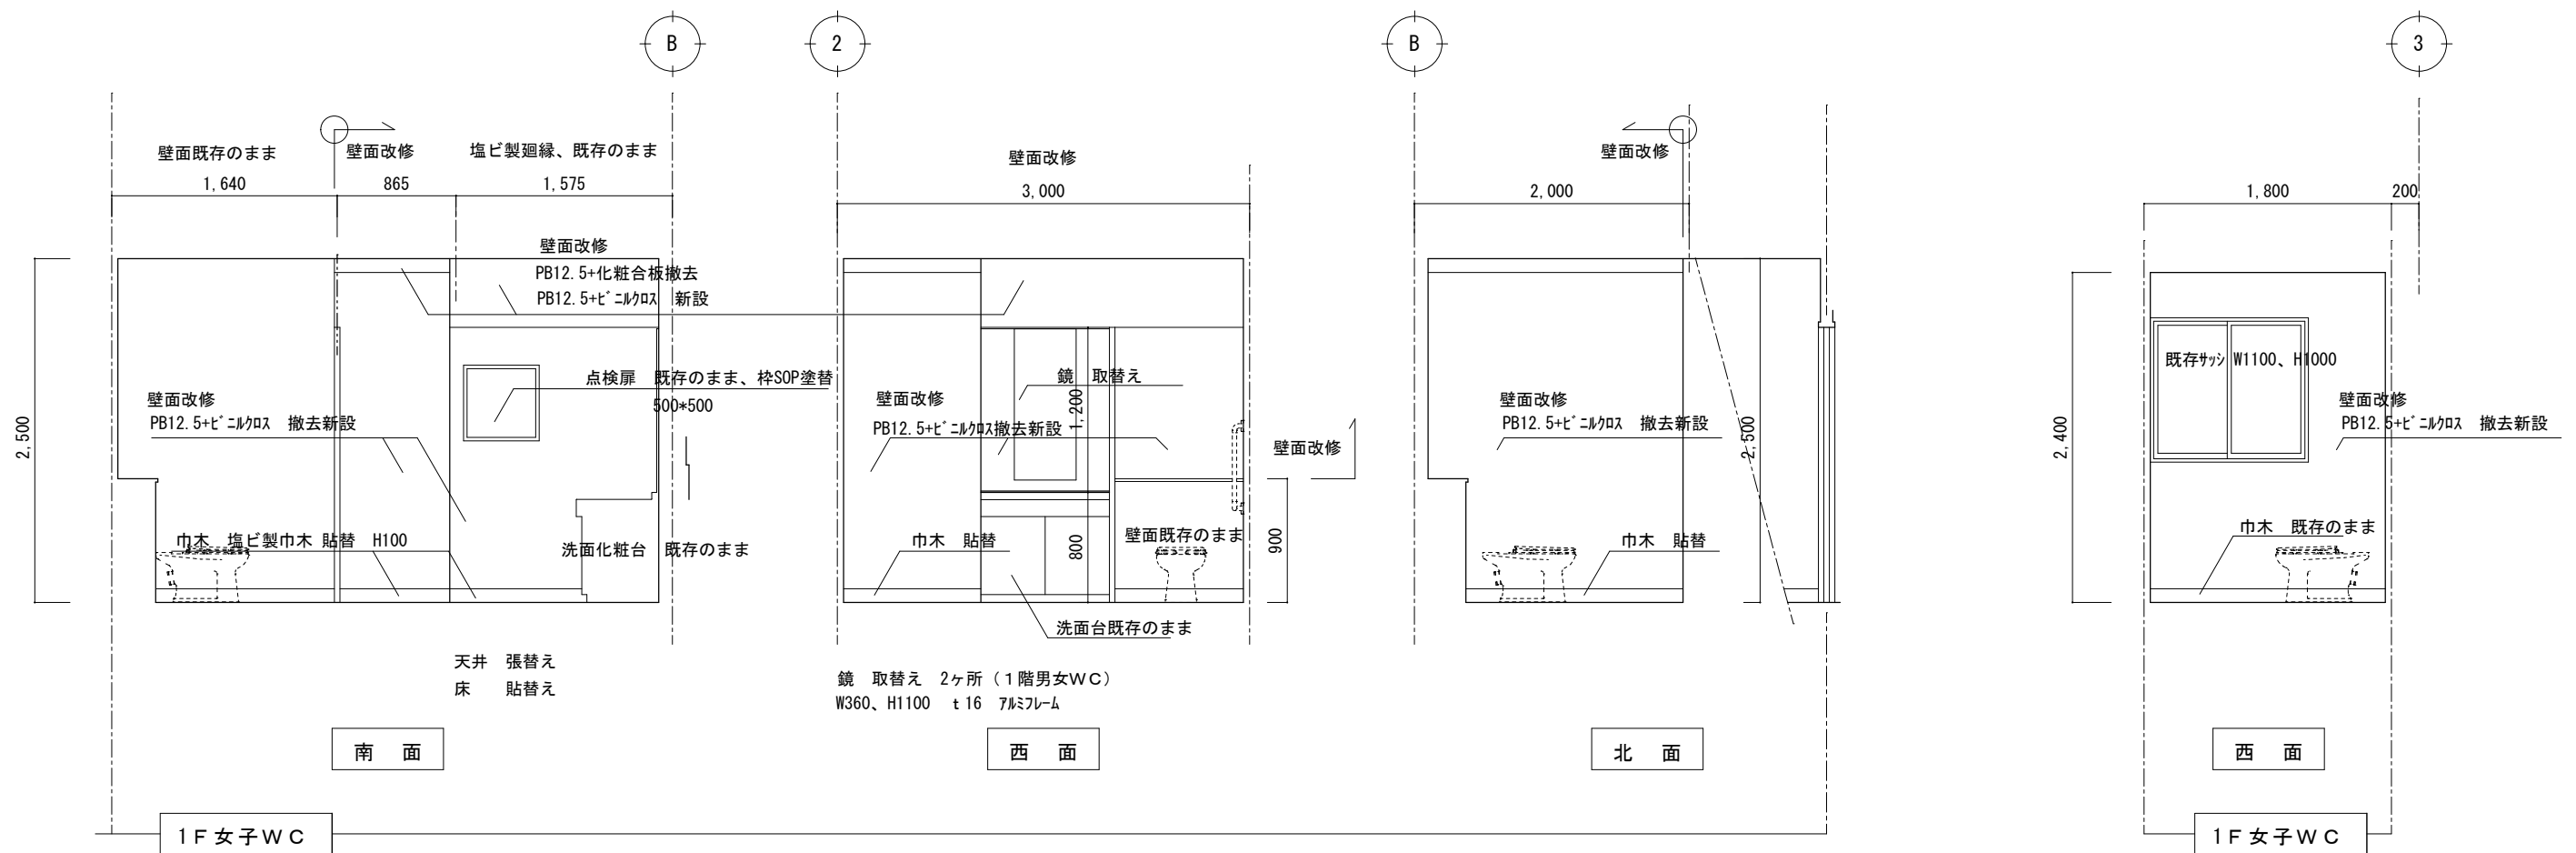 B
2
B
3
壁面既存のまま
壁面改修
塩ビ製廻縁、既存のまま
壁面改修
壁面改修
1,640
865
1,575
3,000
2,000
1,800
200
壁面改修
PB12.5+化粧合板撤去
PB12.5+ﾋﾞﾆﾙｸﾛｽ 新設
点検扉 既存のまま、枠SOP塗替
500*500
鏡 取替え
1,200
既存ｻｯｼ W1100、H1000
2,500
壁面改修
PB12.5+ﾋﾞﾆﾙｸﾛｽ 撤去新設
壁面改修
PB12.5+ﾋﾞﾆﾙｸﾛｽ撤去新設
壁面改修
壁面改修
PB12.5+ﾋﾞﾆﾙｸﾛｽ 撤去新設
2,500
2,400
壁面改修
PB12.5+ﾋﾞﾆﾙｸﾛｽ 撤去新設
巾木 塩ビ製巾木 貼替 H100
洗面化粧台 既存のまま
巾木 貼替
800
壁面既存のまま
900
巾木 貼替
巾木 既存のまま
洗面台既存のまま
天井 張替え
床 貼替え
鏡 取替え 2ヶ所（１階男女ＷＣ）
W360、H1100 ｔ16 ｱﾙﾐﾌﾚｰﾑ
南 面
西 面
北 面
西 面
1Ｆ女子ＷＣ
1Ｆ女子ＷＣ